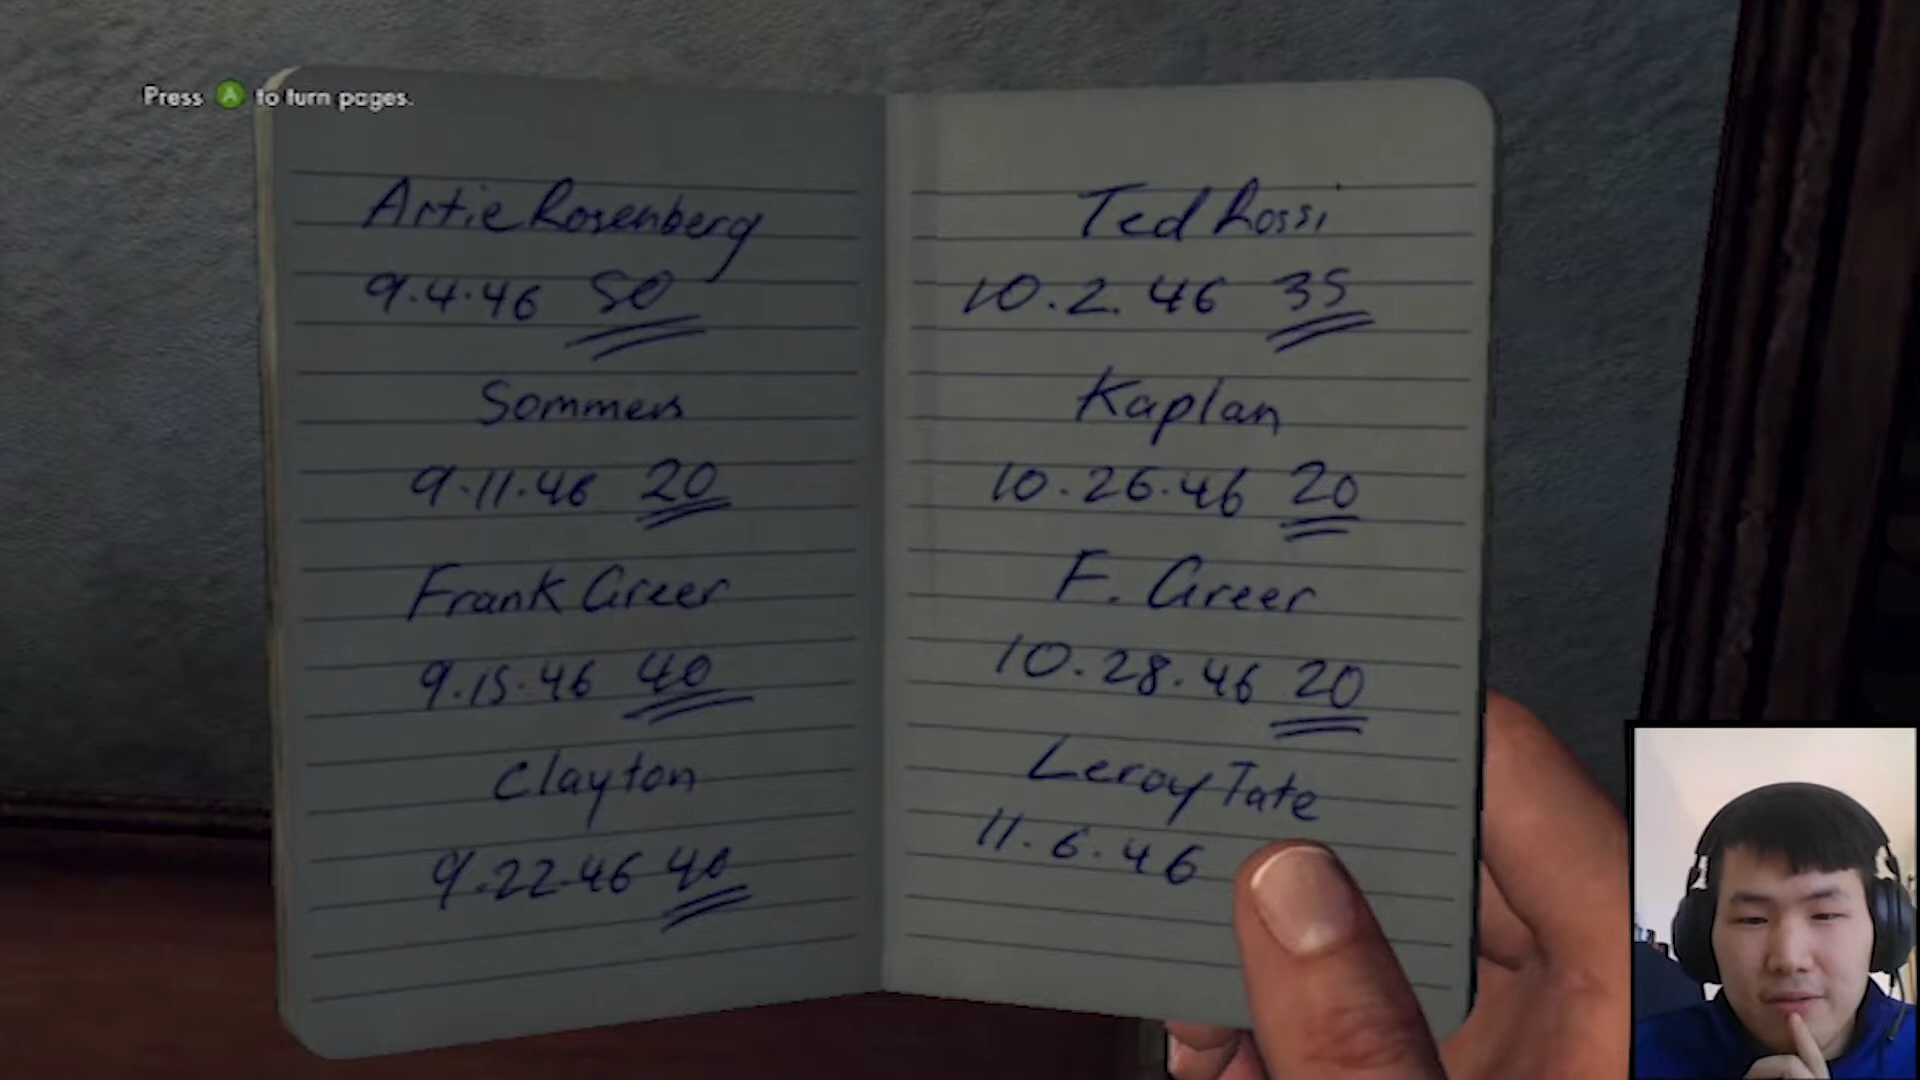 Press A to turn pages.
Artie Rosenberg
9.4.46 50
Sommers
9.11.46 20
Frank Greer
9.15.46 40
Clayton
9.22.46 40
Ted Rossi
10.2.46 35
Kaplan
10.26.46 20
F. Greer
10.28.46 20
Leroy Tate
11.6.46